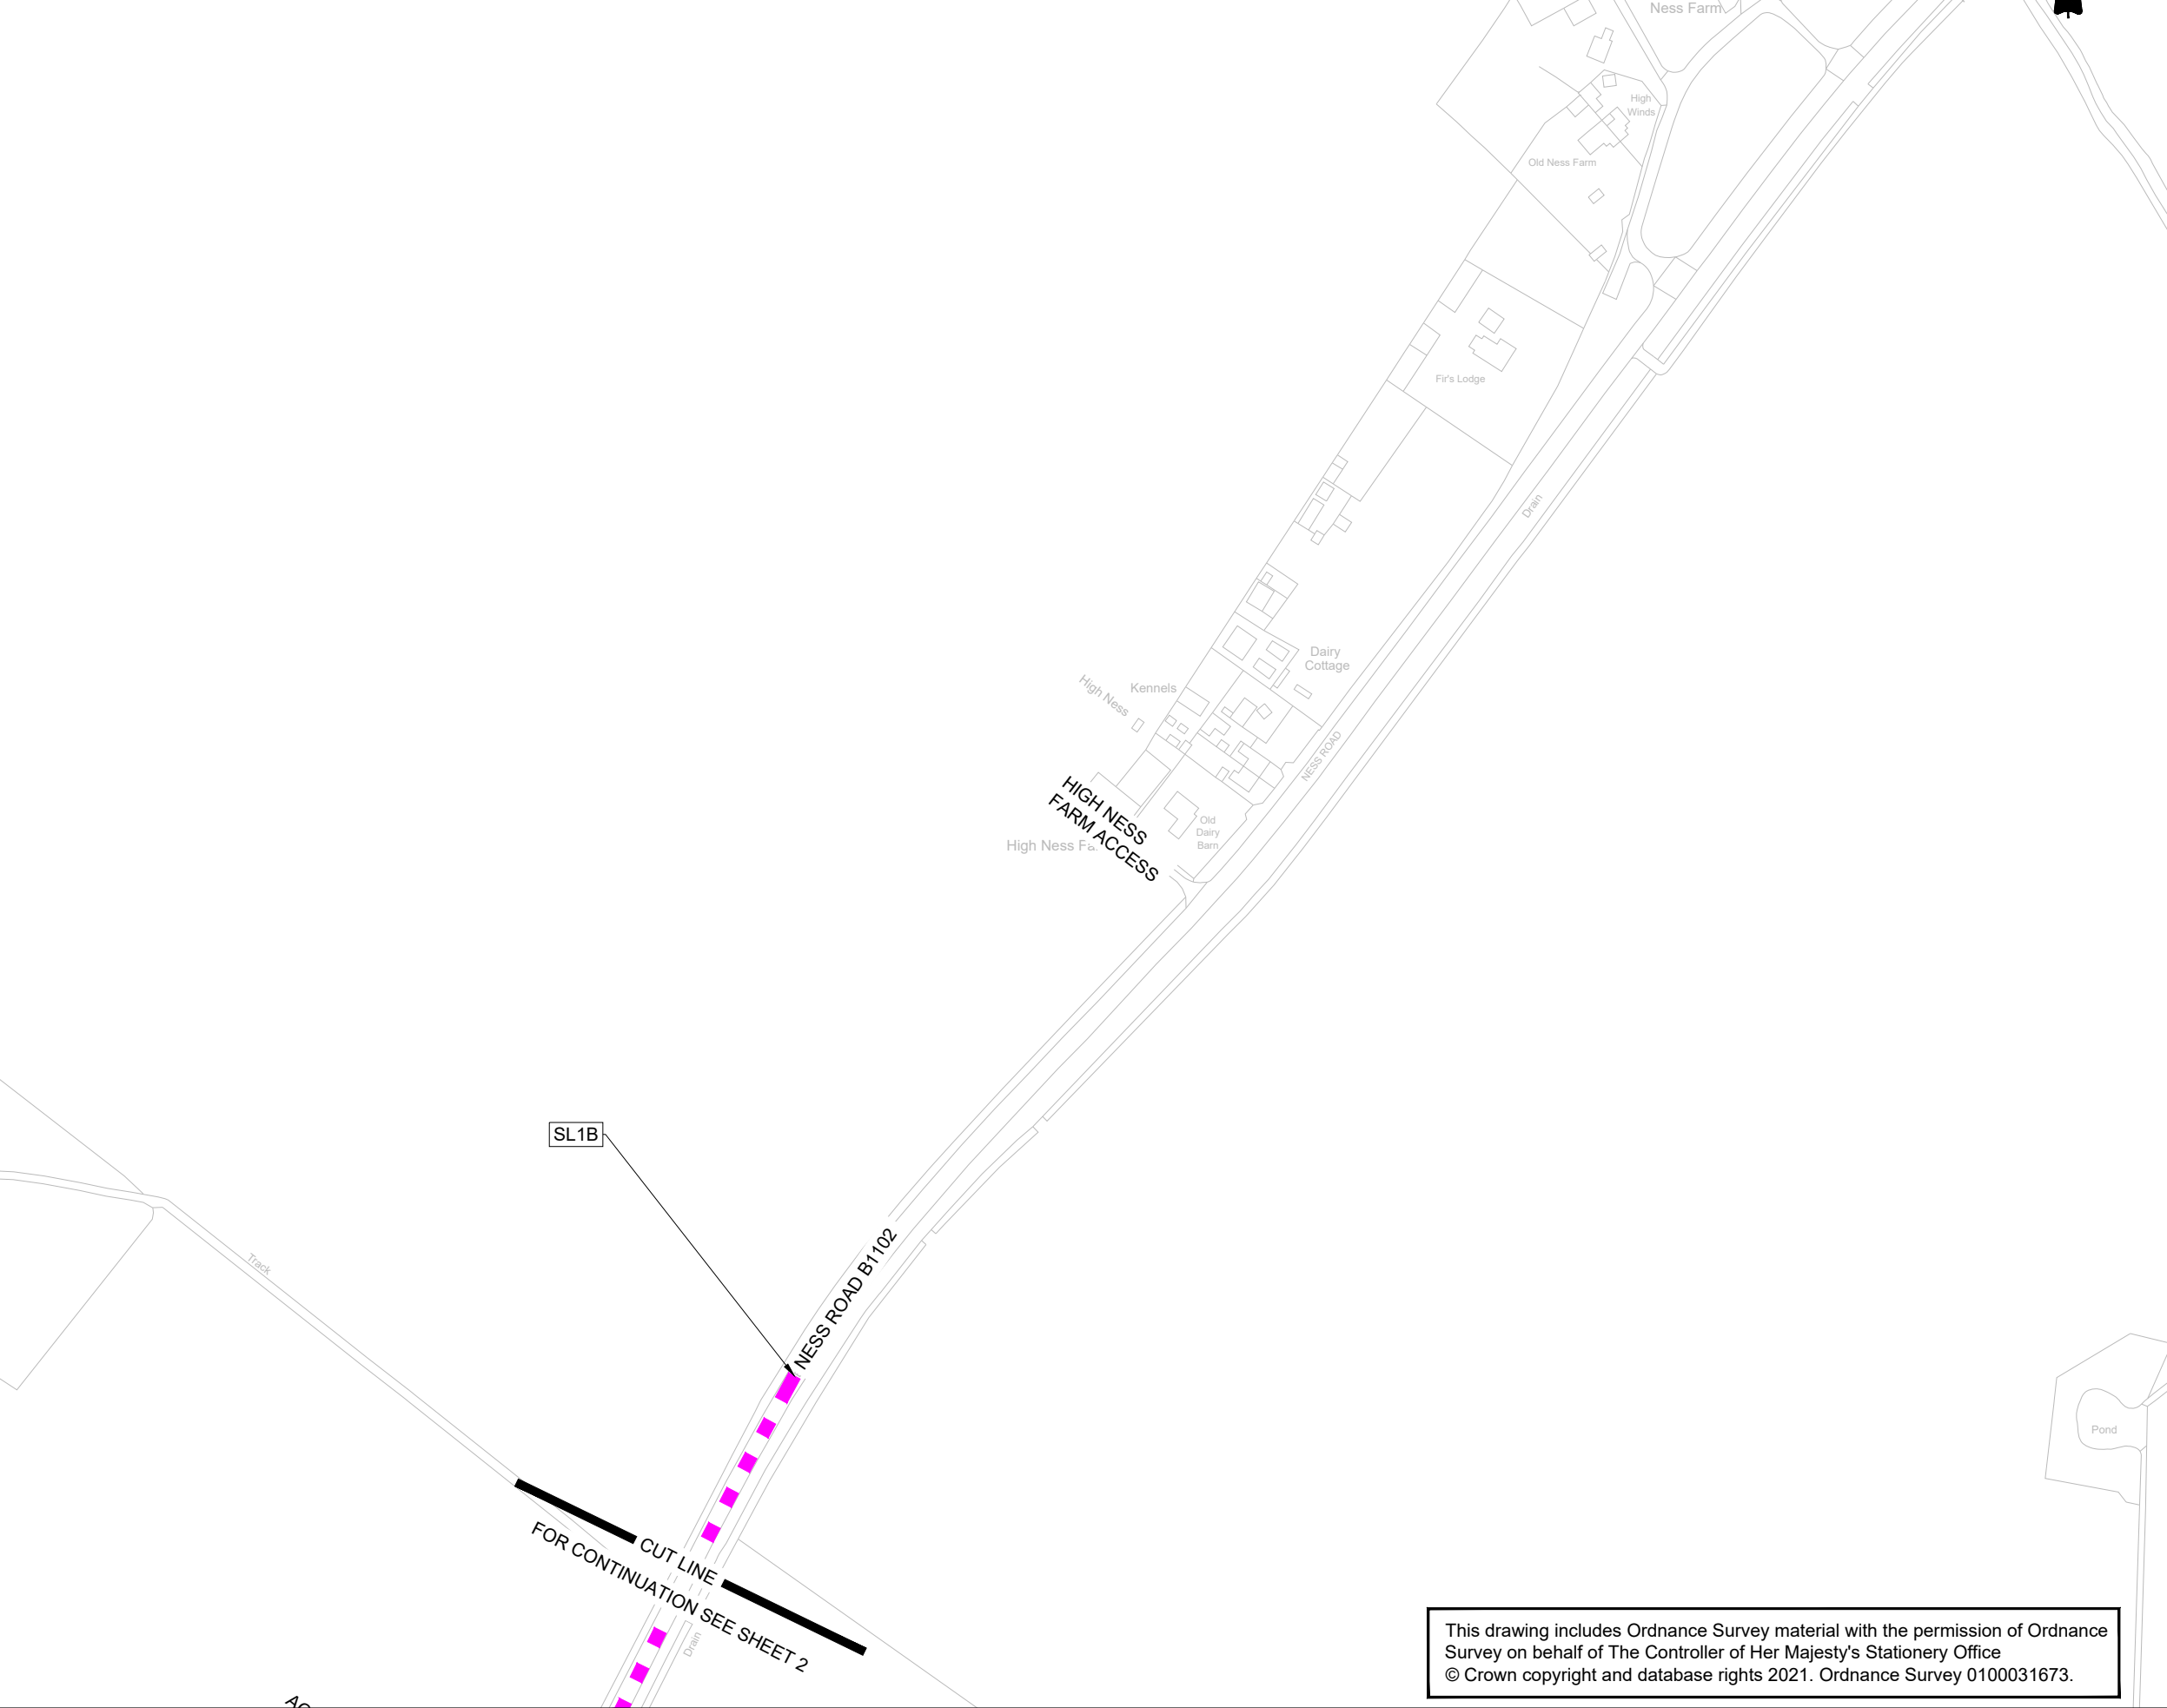 Ness Farm
High
Winds
Old Ness Farm
Fir's Lodge
Drain
Dairy
Cottage
Kennels
High Ness
NESS ROAD
HIGH NESS
FARM ACCESS
Old
Dairy
Barn
High Ness
SL1B
NESS ROAD B1102
Track
Pond
CUT LINE
FOR CONTINUATION SEE SHEET 2
Drain
This drawing includes Ordnance Survey material with the permission of Ordnance
Survey on behalf of The Controller of Her Majesty's Stationery Office
© Crown copyright and database rights 2021. Ordnance Survey 0100031673.